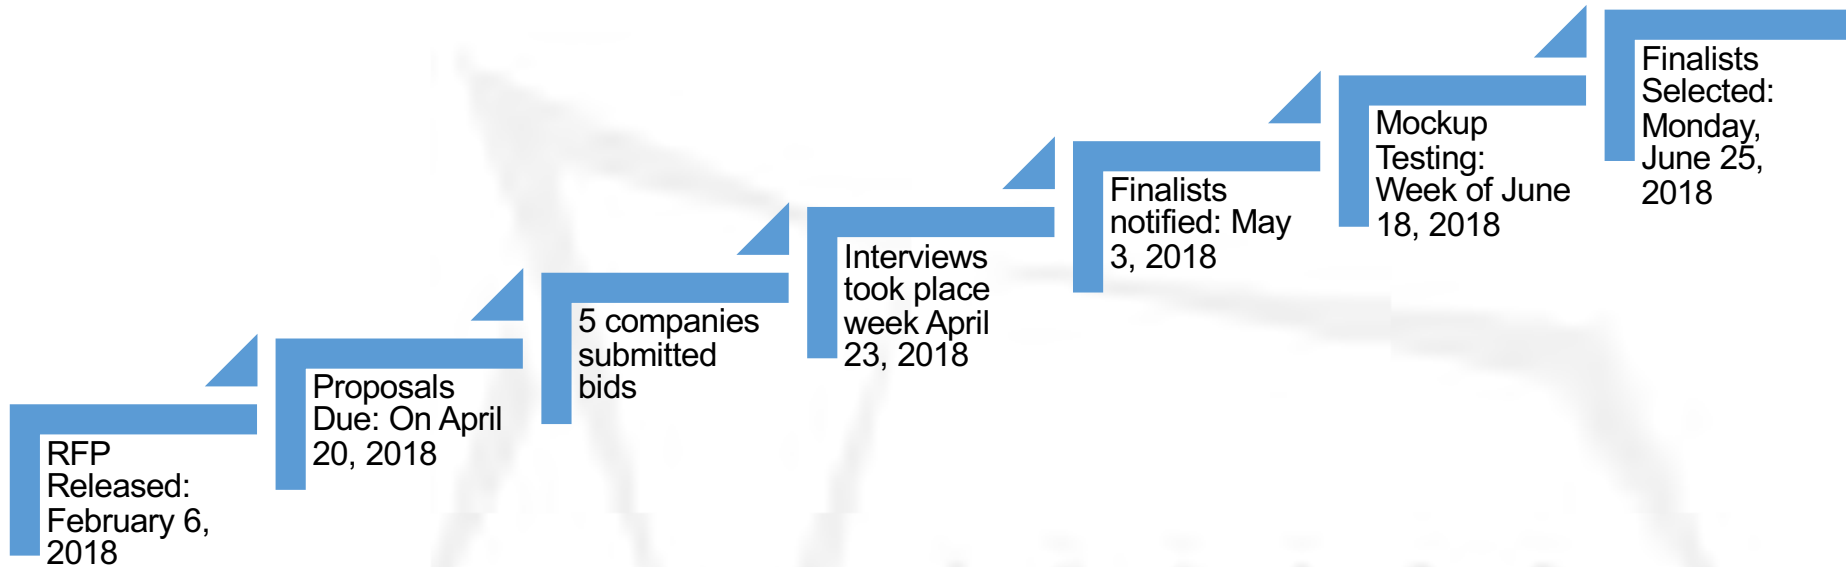 RFP
Released:
February 6,
2018
Proposals
Due: On April
20, 2018
5 companies
submitted
bids
Interviews
took place
week April
23, 2018
Finalists
notified: May
3, 2018
Mockup
Testing:
Week of June
18, 2018
Finalists
Selected:
Monday,
June 25,
2018